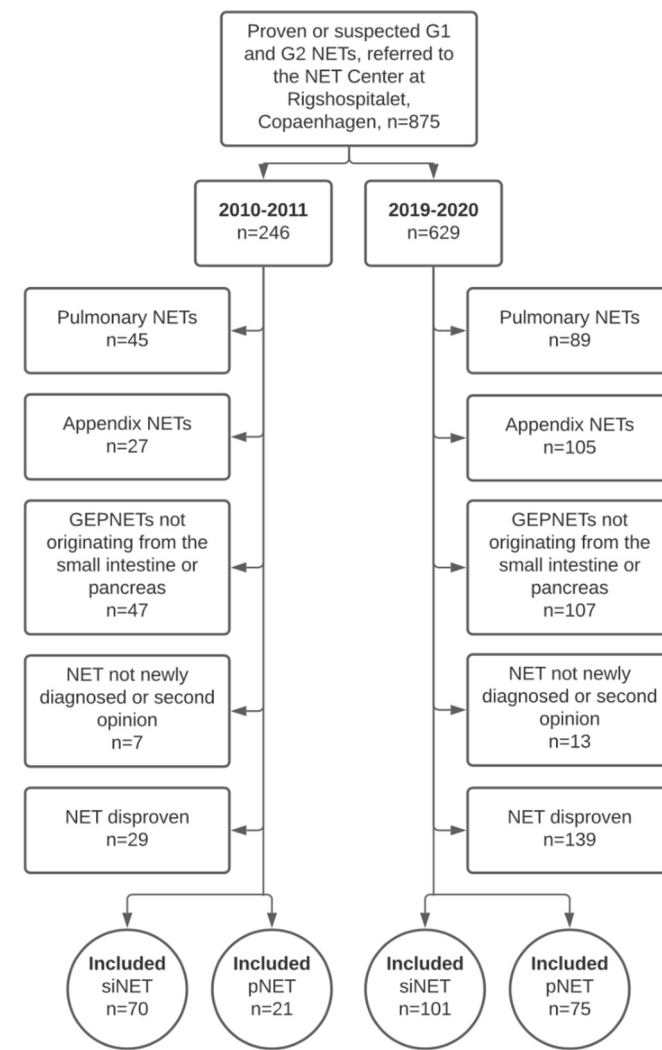 Proven or suspected G1
and G2 NETs, referred to
the NET Center at
Rigshospitalet,
Copaenhagen, n=875
2010-2011
n=246
2019-2020
n=629
Pulmonary NETs
n=45
Pulmonary NETs
n=89
Appendix NETs
n=27
Appendix NETs
n=105
GEPNETs not
originating from the
small intestine or
pancreas
n=47
GEPNETs not
originating from the
small intestine or
pancreas
n=107
NET not newly
diagnosed or second
opinion
n=7
NET not newly
diagnosed or second
opinion
n=13
NET disproven
n=29
NET disproven
n=139
Included
siNET
n=70
Included
pNET
n=21
Included
siNET
n=101
Included
pNET
n=75